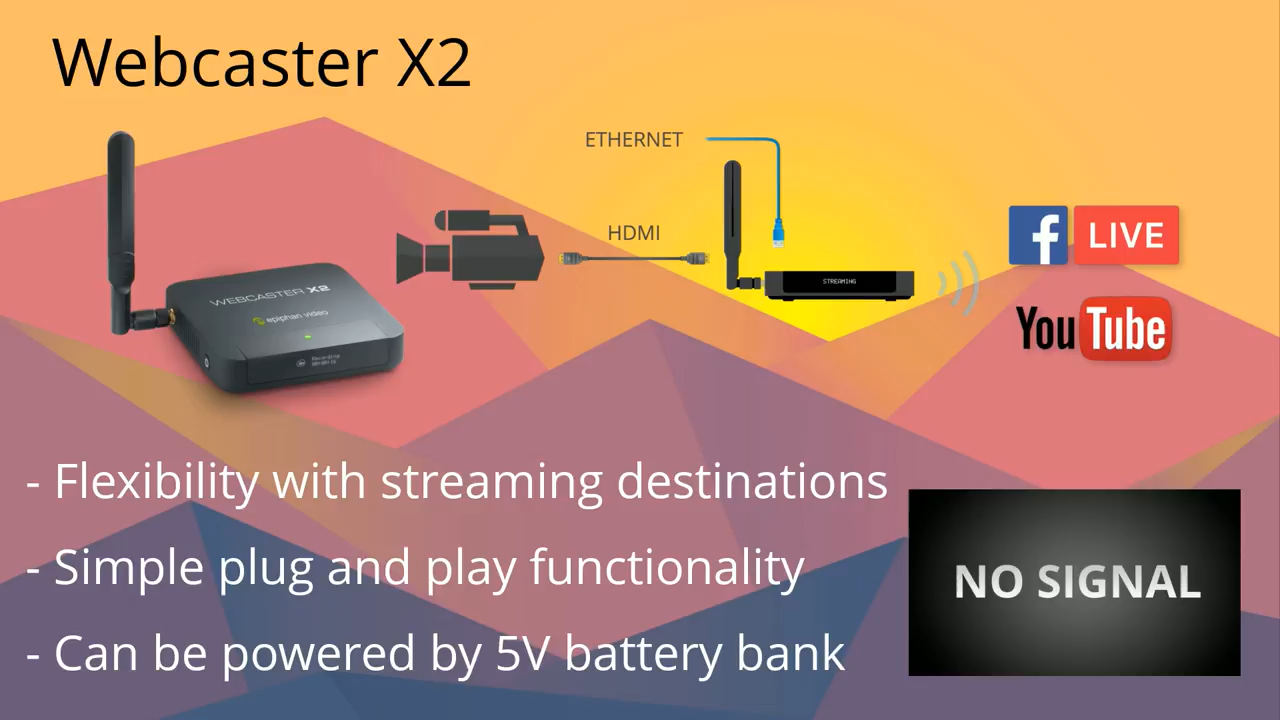 Webcaster X2
ETHERNET
HDMI
STREAMING
WEBCASTER X2
epiphan video
f LIVE
YouTube
- Flexibility with streaming destinations
- Simple plug and play functionality
- Can be powered by 5V battery bank
NO SIGNAL